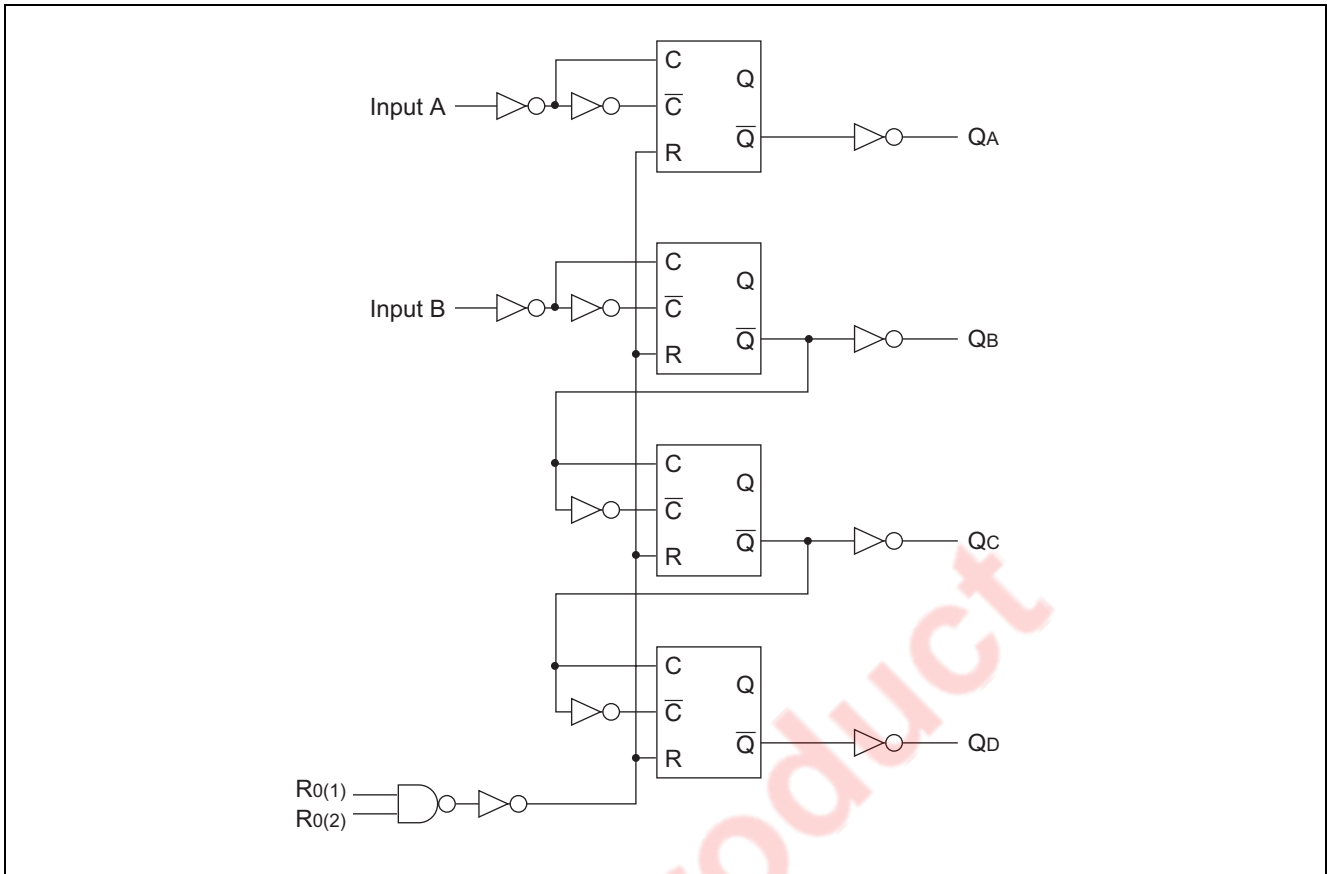 C
Q
Input A
C̅
Q̅
QA
R
C
Q
Input B
C̅
Q̅
QB
R
C
Q
C̅
Q̅
QC
R
C
Q
C̅
Q̅
QD
R
R0(1)
R0(2)